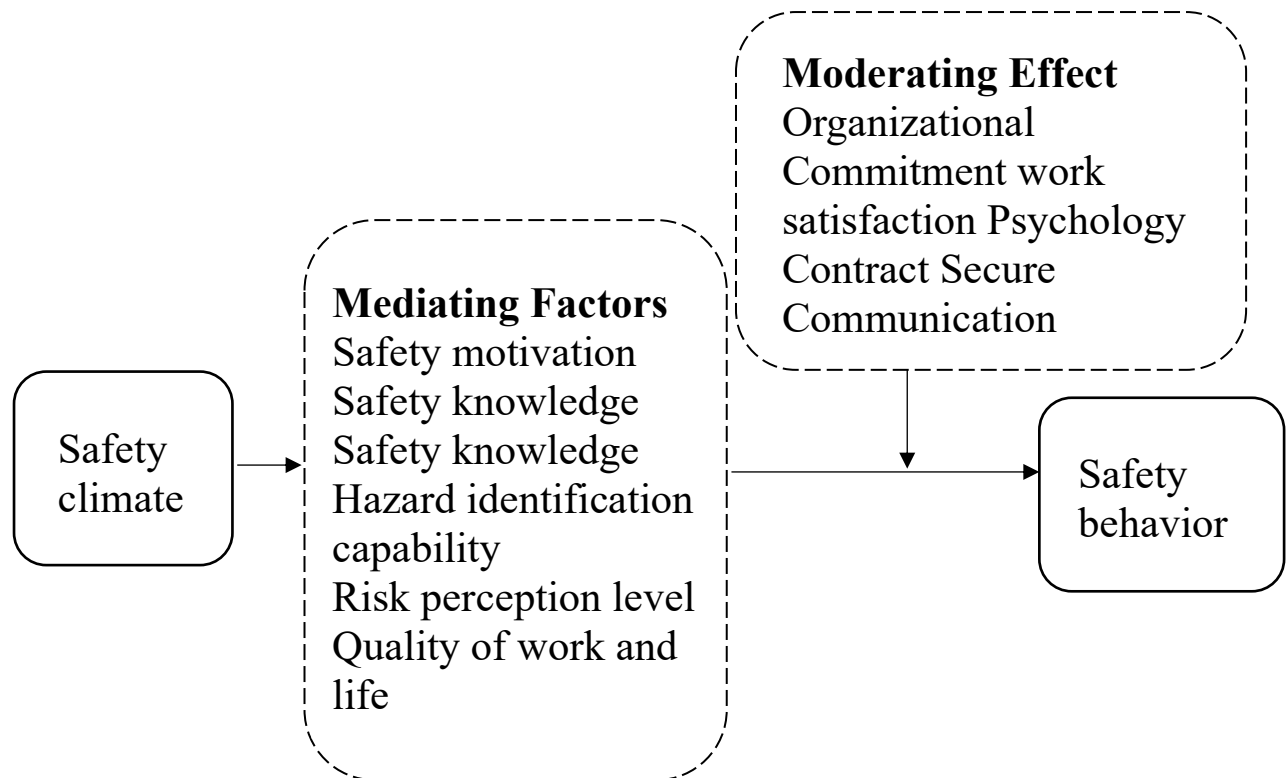 Moderating Effect
Organizational
Commitment work
satisfaction Psychology
Contract Secure
Communication
Mediating Factors
Safety motivation
Safety knowledge
Safety knowledge
Hazard identification
capability
Risk perception level
Quality of work and
life
Safety
climate
Safety
behavior